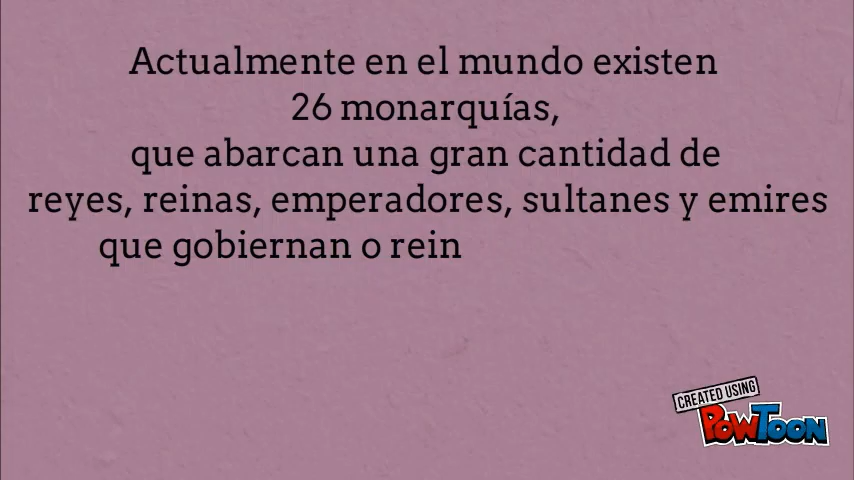 Actualmente en el mundo existen
26 monarquías,
que abarcan una gran cantidad de
reyes, reinas, emperadores, sultanes y emires
que gobiernan o rein
CREATED USING
POWTOON